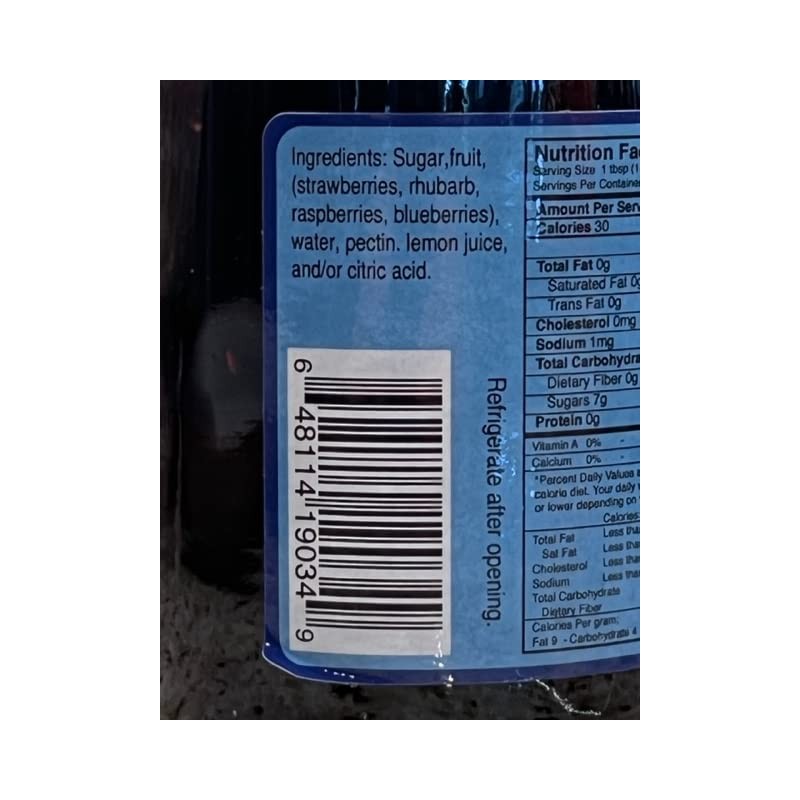 Ingredients: Sugar,fruit,
(strawberries, rhubarb,
raspberries, blueberries),
water, pectin. lemon juice,
and/or citric acid.
6 48114 19034 9
Refrigerate after opening.
Nutrition Fa
Serving Size 1 tbsp (1
Servings Per Containe
Amount Per Serv
Calories 30
Total Fat 0g
Saturated Fat 0g
Trans Fat 0g
Cholesterol 0mg
Sodium 1mg
Total Carbohydra
Dietary Fiber 0g
Sugars 7g
Protein 0g
Vitamin A 0% -
Calcium 0% -
*Percent Daily Values
calorie diet. Your daily
or lower depending on
Calories:
Total Fat Less tha
Sat Fat Less tha
Cholesterol Less tha
Sodium Less tha
Total Carbohydrate
Dietary Fiber
Calories Per gram;
Fat 9 - Carbohydrate 4